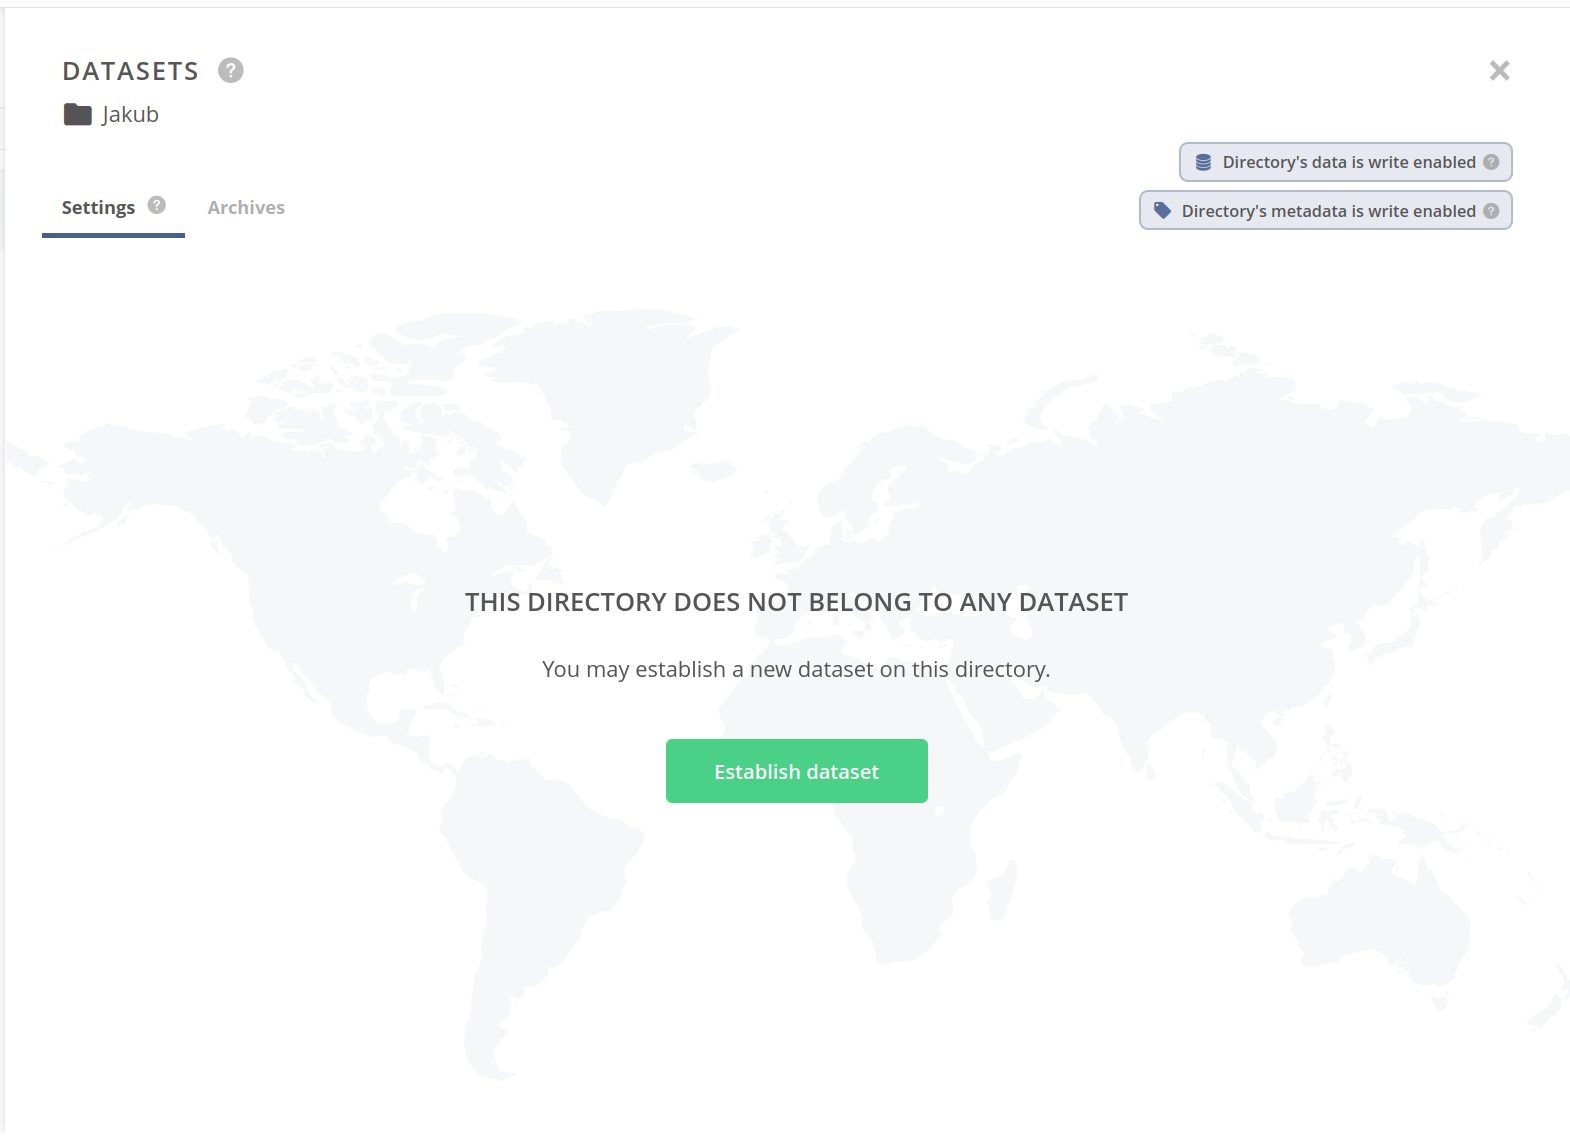 DATASETS ?
Jakub
Directory's data is write enabled ?
Directory's metadata is write enabled ?
Settings ? Archives
THIS DIRECTORY DOES NOT BELONG TO ANY DATASET
You may establish a new dataset on this directory.
Establish dataset